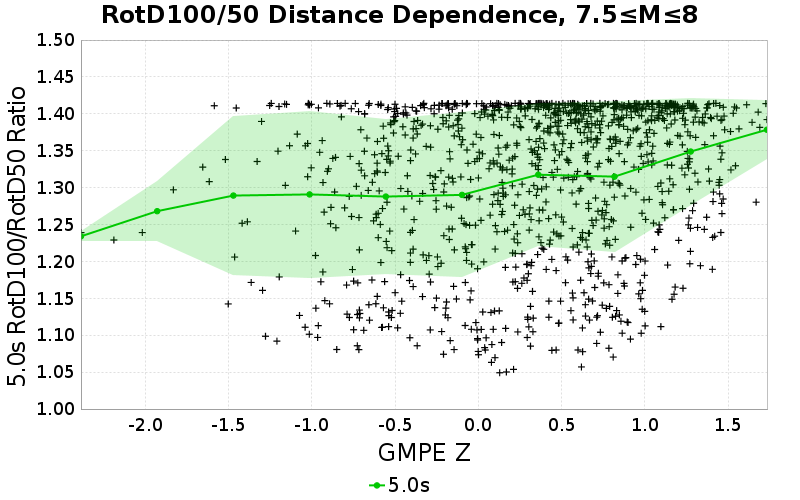 RotD100/50 Distance Dependence, 7.5≤M≤8
5.0s RotD100/RotD50 Ratio
1.50
1.45
1.40
1.35
1.30
1.25
1.20
1.15
1.10
1.05
1.00
-2.0 -1.5 -1.0 -0.5 0.0 0.5 1.0 1.5
GMPE Z
5.0s